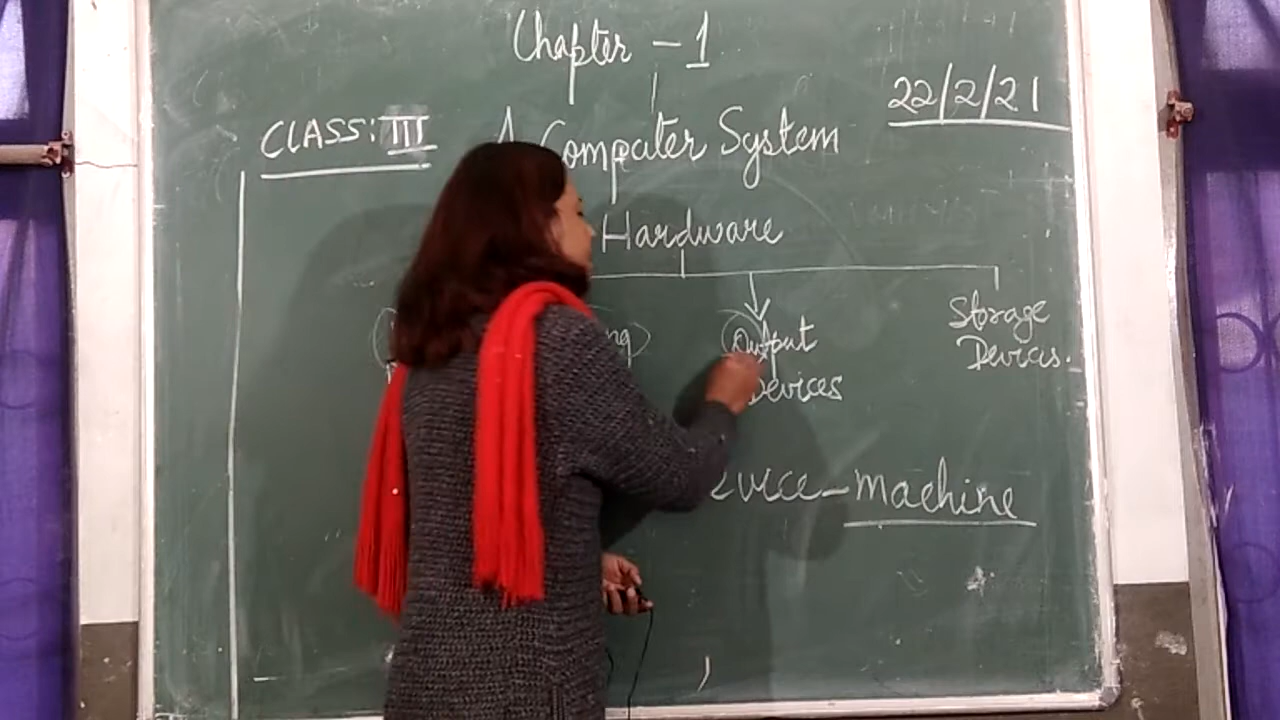 Chapter - 1
22/2/21
CLASS: III
A Computer System
Hardware
Output
Devices
Storage
Devices.
machine